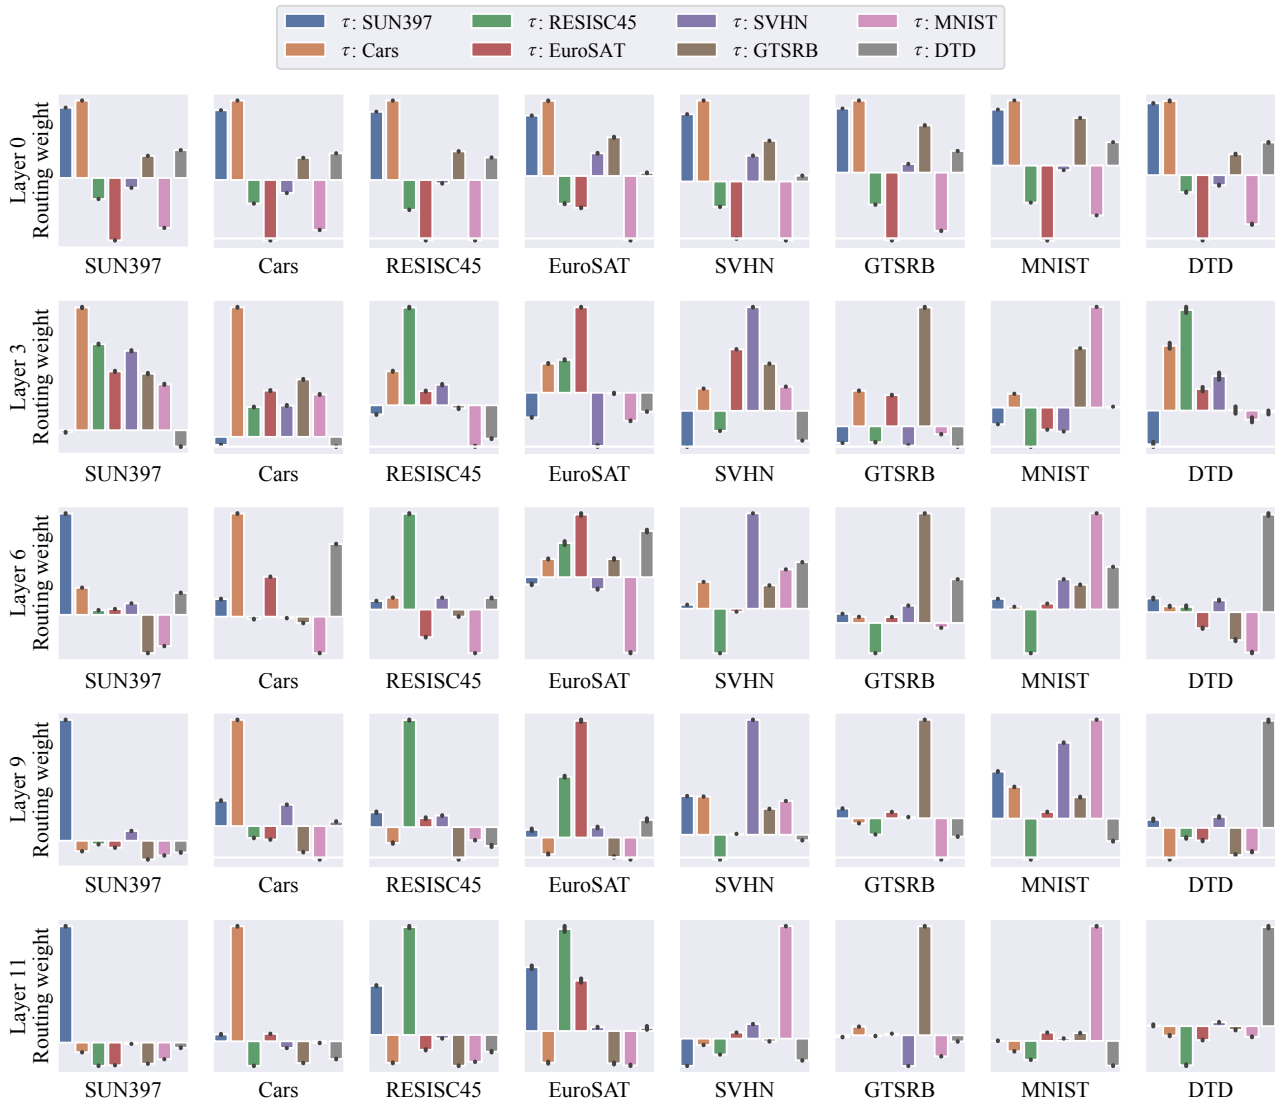 τ: SUN397 τ: RESISC45 τ: SVHN τ: MNIST
τ: Cars τ: EuroSAT τ: GTSRB τ: DTD
Layer 0
Routing weight
SUN397 Cars RESISC45 EuroSAT SVHN GTSRB MNIST DTD
Layer 3
Routing weight
SUN397 Cars RESISC45 EuroSAT SVHN GTSRB MNIST DTD
Layer 6
Routing weight
SUN397 Cars RESISC45 EuroSAT SVHN GTSRB MNIST DTD
Layer 9
Routing weight
SUN397 Cars RESISC45 EuroSAT SVHN GTSRB MNIST DTD
Layer 11
Routing weight
SUN397 Cars RESISC45 EuroSAT SVHN GTSRB MNIST DTD